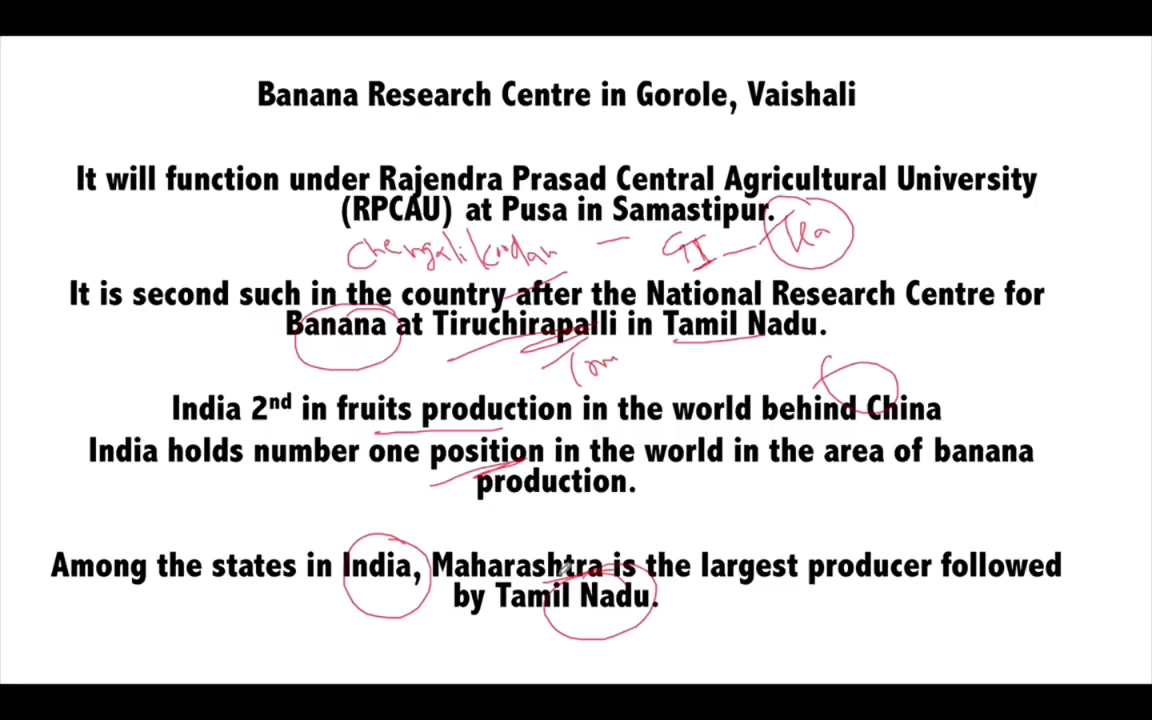 Banana Research Centre in Gorole, Vaishali
It will function under Rajendra Prasad Central Agricultural University
(RPCAU) at Pusa in Samastipur.
Chengalikodan — GI —
It is second such in the country after the National Research Centre for
Banana at Tiruchirapalli in Tamil Nadu.
India 2nd in fruits production in the world behind China
India holds number one position in the world in the area of banana
production.
Among the states in India, Maharashtra is the largest producer followed
by Tamil Nadu.